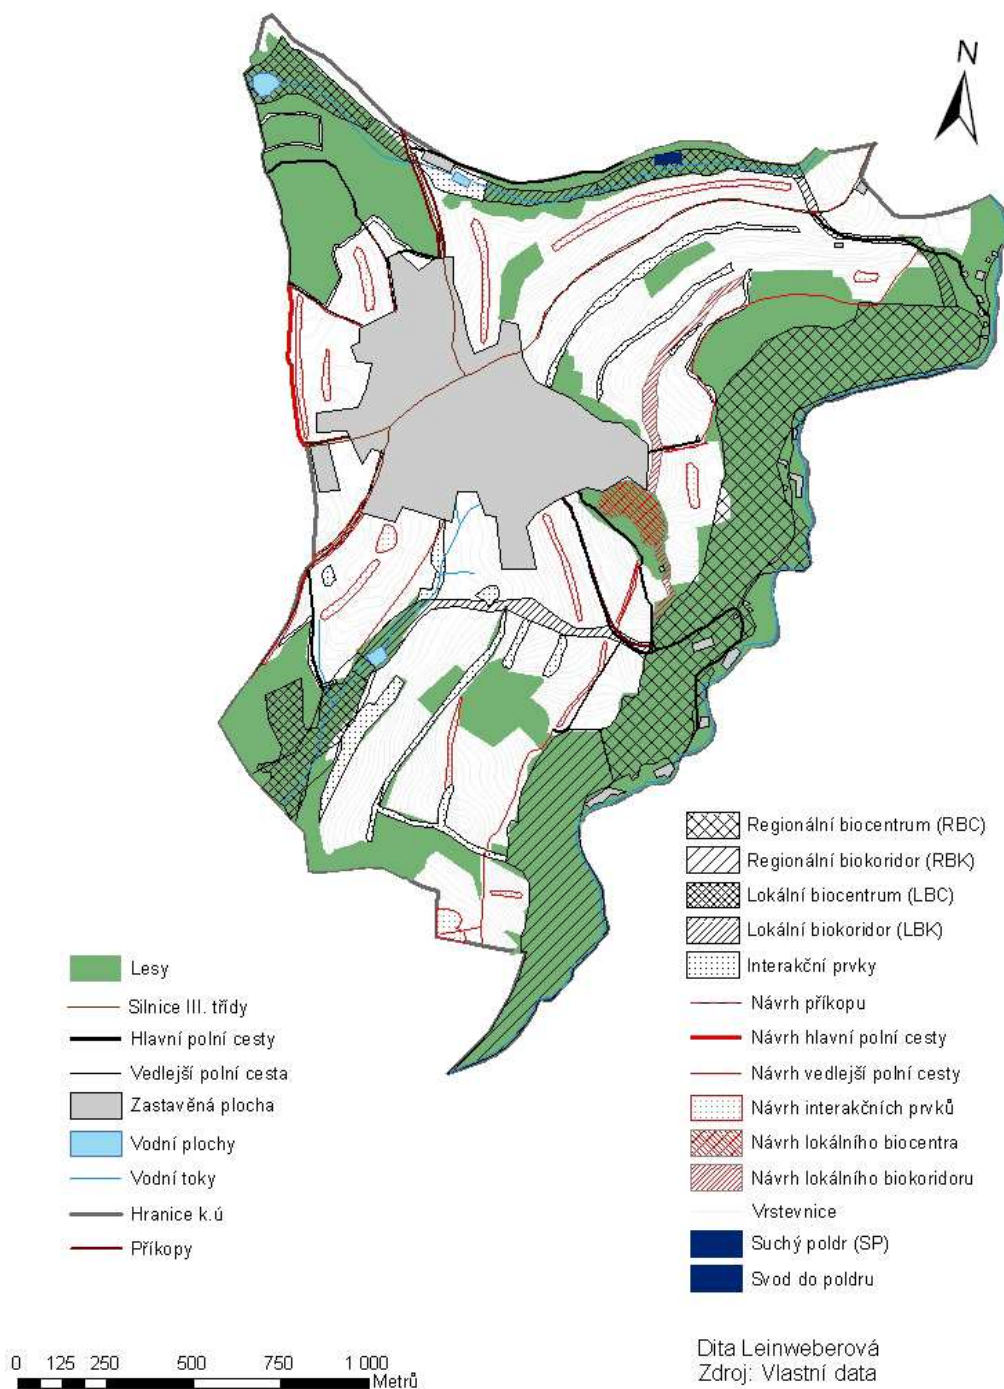 N
Regionální biocentrum (RBC)
Regionální biokoridor (RBK)
Lokální biocentrum (LBC)
Lokální biokoridor (LBK)
Interakční prvky
Návrh příkopu
Návrh hlavní polní cesty
Návrh vedlejší polní cesty
Návrh interakčních prvků
Návrh lokálního biocentra
Návrh lokálního biokoridoru
Vrstevnice
Suchý poldr (SP)
Svod do poldru
Lesy
Silnice III. třídy
Hlavní polní cesty
Vedlejší polní cesta
Zastavěná plocha
Vodní plochy
Vodní toky
Hranice k.ú
Příkopy
0 125 250 500 750 1 000
Metrů
Dita Leinweberová
Zdroj: Vlastní data